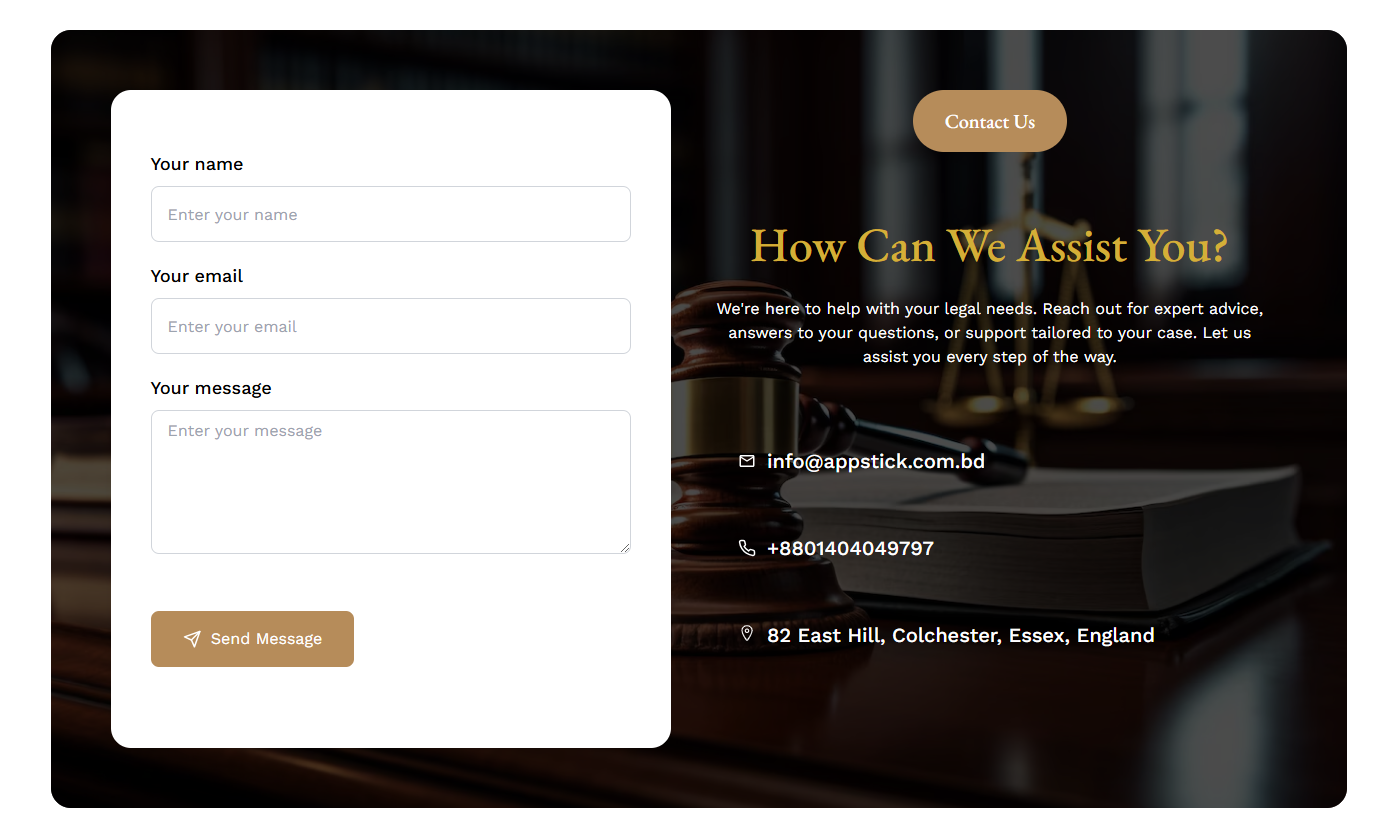 Your name
Enter your name
Your email
Enter your email
Your message
Enter your message
Send Message
Contact Us
How Can We Assist You?
We're here to help with your legal needs. Reach out for expert advice,
answers to your questions, or support tailored to your case. Let us
assist you every step of the way.
info@appstick.com.bd
+8801404049797
82 East Hill, Colchester, Essex, England